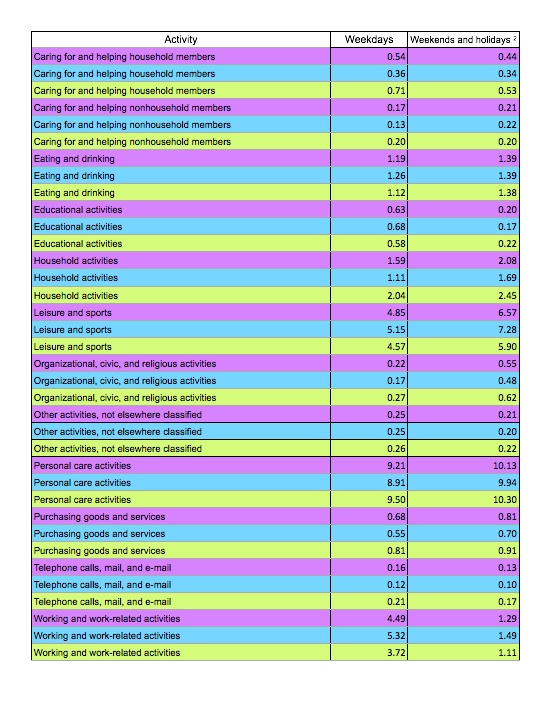 Activity Weekdays Weekends and holidays ²
Caring for and helping household members 0.54 0.44
Caring for and helping household members 0.36 0.34
Caring for and helping household members 0.71 0.53
Caring for and helping nonhousehold members 0.17 0.21
Caring for and helping nonhousehold members 0.13 0.22
Caring for and helping nonhousehold members 0.20 0.20
Eating and drinking 1.19 1.39
Eating and drinking 1.26 1.39
Eating and drinking 1.12 1.38
Educational activities 0.63 0.20
Educational activities 0.68 0.17
Educational activities 0.58 0.22
Household activities 1.59 2.08
Household activities 1.11 1.69
Household activities 2.04 2.45
Leisure and sports 4.85 6.57
Leisure and sports 5.15 7.28
Leisure and sports 4.57 5.90
Organizational, civic, and religious activities 0.22 0.55
Organizational, civic, and religious activities 0.17 0.48
Organizational, civic, and religious activities 0.27 0.62
Other activities, not elsewhere classified 0.25 0.21
Other activities, not elsewhere classified 0.25 0.20
Other activities, not elsewhere classified 0.26 0.22
Personal care activities 9.21 10.13
Personal care activities 8.91 9.94
Personal care activities 9.50 10.30
Purchasing goods and services 0.68 0.81
Purchasing goods and services 0.55 0.70
Purchasing goods and services 0.81 0.91
Telephone calls, mail, and e-mail 0.16 0.13
Telephone calls, mail, and e-mail 0.12 0.10
Telephone calls, mail, and e-mail 0.21 0.17
Working and work-related activities 4.49 1.29
Working and work-related activities 5.32 1.49
Working and work-related activities 3.72 1.11